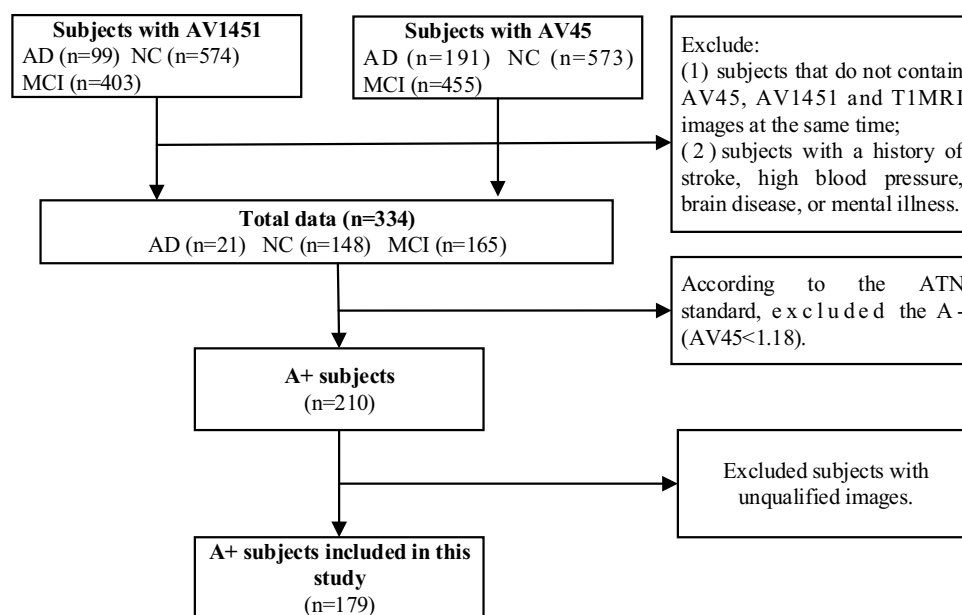 Subjects with AV1451
AD (n=99) NC (n=574)
MCI (n=403)
Subjects with AV45
AD (n=191) NC (n=573)
MCI (n=455)
Exclude:
(1) subjects that do not contain
AV45, AV1451 and T1MRI
images at the same time;
(2) subjects with a history of
stroke, high blood pressure,
brain disease, or mental illness.
Total data (n=334)
AD (n=21) NC (n=148) MCI (n=165)
According to the ATN
standard, excluded the A-
(AV45<1.18).
A+ subjects
(n=210)
Excluded subjects with
unqualified images.
A+ subjects included in this
study
(n=179)